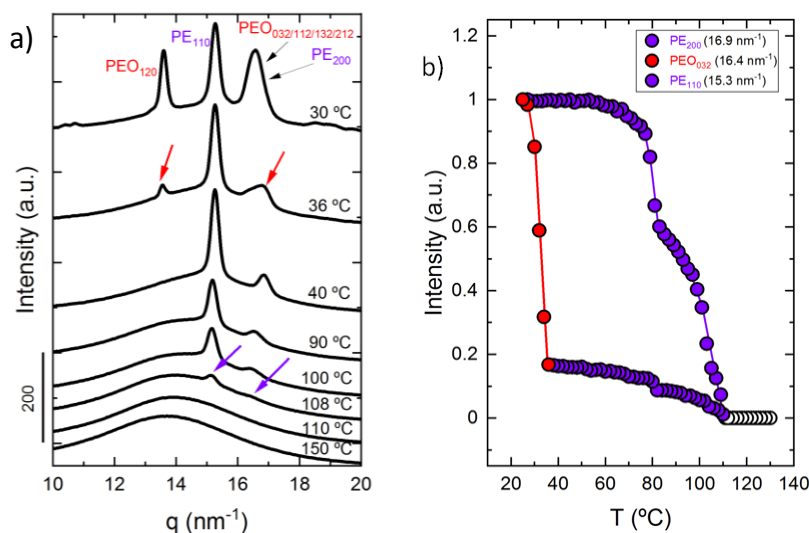 a)
PEO120
PE110
PEO032/112/132/212
PE200
30 ºC
36 ºC
40 ºC
90 ºC
100 ºC
108 ºC
110 ºC
150 ºC
200
Intensity (a.u.)
10 12 14 16 18 20
q (nm-1)
b)
PE200 (16.9 nm-1)
PEO032 (16.4 nm-1)
PE110 (15.3 nm-1)
1.2
1
0.8
0.6
0.4
0.2
0
Intensity (a.u.)
20 40 60 80 100 120 140
T (ºC)